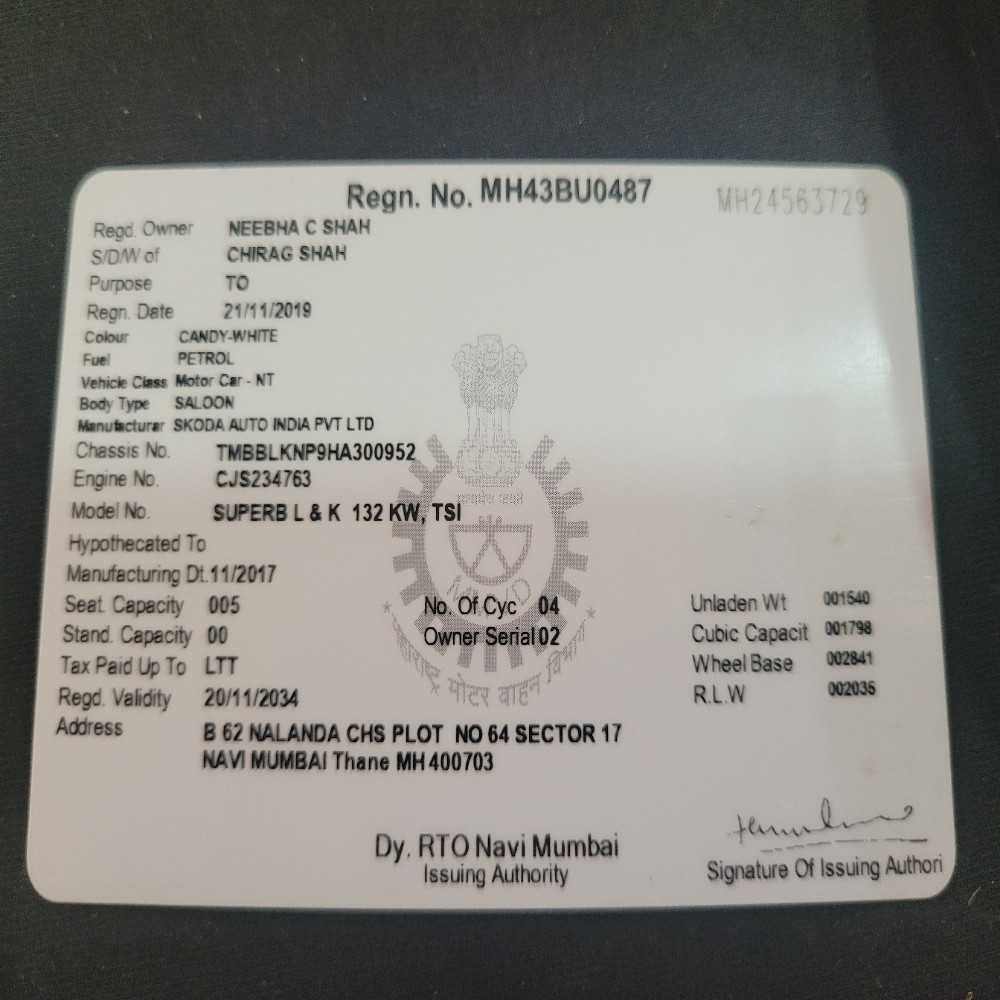 Regn. No. MH43BU0487 MH24563729
Regd. Owner NEEBHA C SHAH
S/D/W of CHIRAG SHAH
Purpose TO
Regn. Date 21/11/2019
Colour CANDY-WHITE
Fuel PETROL
Vehicle Class Motor Car - NT
Body Type SALOON
Manufacturar SKODA AUTO INDIA PVT LTD
Chassis No. TMBBLKNP9HA300952
Engine No. CJS234763
Model No. SUPERB L & K 132 KW, TSI
Hypothecated To
Manufacturing Dt. 11/2017
Seat. Capacity 005 No. Of Cyc 04 Unladen Wt 001540
Stand. Capacity 00 Owner Serial 02 Cubic Capacit 001798
Tax Paid Up To LTT Wheel Base 002841
Regd. Validity 20/11/2034 R.L.W 002035
महाराष्ट्र मोटर वाहन विभाग
Address B 62 NALANDA CHS PLOT NO 64 SECTOR 17
NAVI MUMBAI Thane MH 400703
Dy. RTO Navi Mumbai
Issuing Authority
Signature Of Issuing Authori